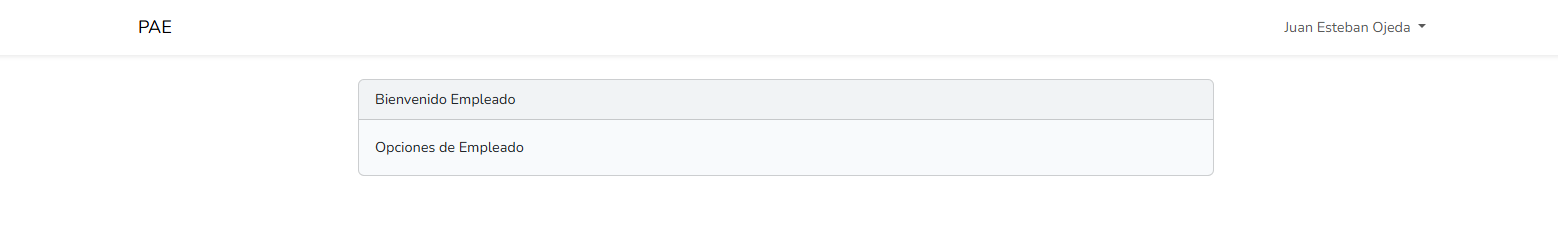 PAE
Juan Esteban Ojeda
Bienvenido Empleado
Opciones de Empleado